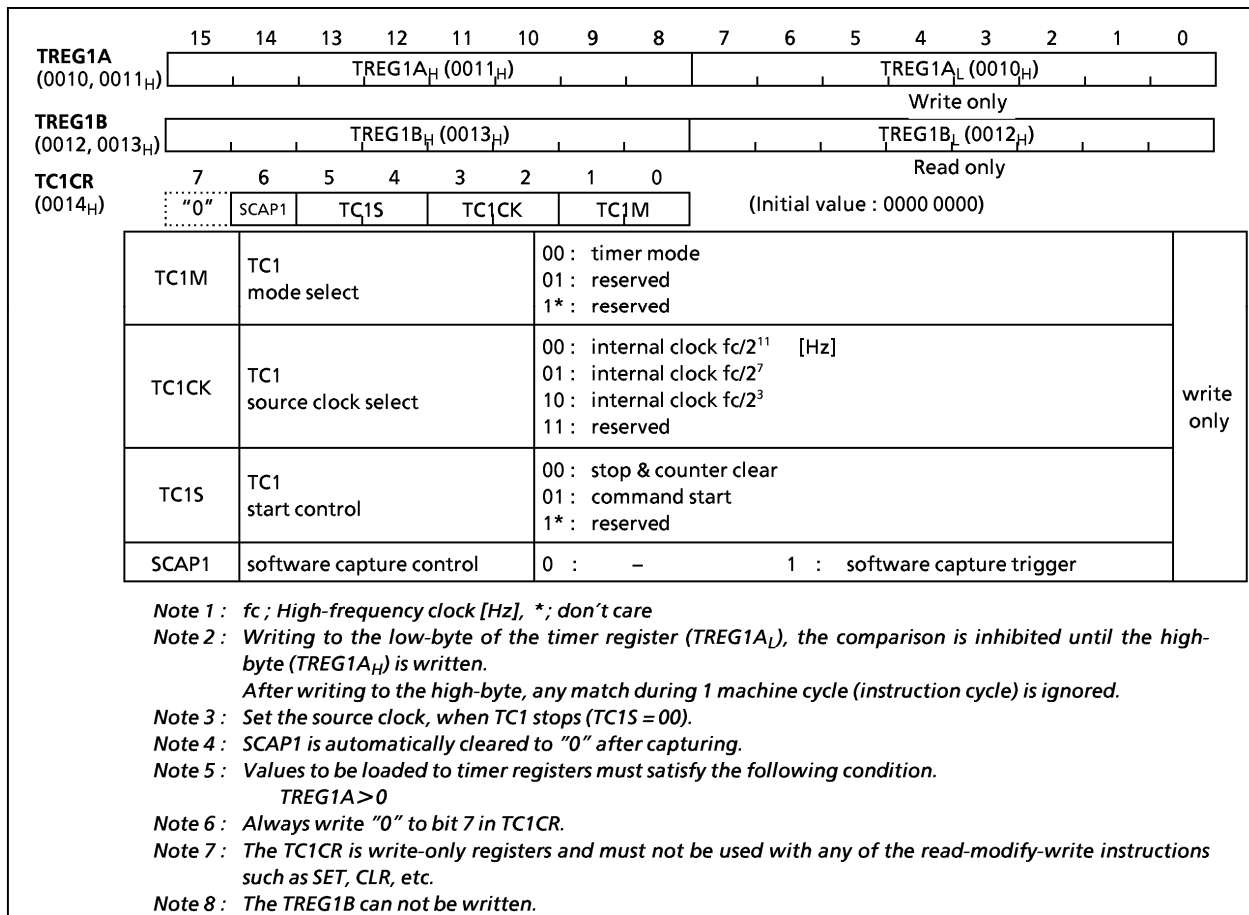 15 14 13 12 11 10 9 8 7 6 5 4 3 2 1 0
TREG1A
(0010, 0011H)
TREG1AH (0011H) TREG1AL (0010H)
Write only
TREG1B
(0012, 0013H)
TREG1BH (0013H) TREG1BL (0012H)
Read only
TC1CR
(0014H)
7 6 5 4 3 2 1 0
"0" SCAP1 TC1S TC1CK TC1M (Initial value : 0000 0000)
TC1M
TC1
mode select
00 : timer mode
01 : reserved
1* : reserved
TC1CK
TC1
source clock select
00 : internal clock fc/2¹¹ [Hz]
01 : internal clock fc/2⁷
10 : internal clock fc/2³
11 : reserved
write
only
TC1S
TC1
start control
00 : stop & counter clear
01 : command start
1* : reserved
SCAP1 software capture control 0 : – 1 : software capture trigger
Note 1 : fc ; High-frequency clock [Hz], * ; don´t care
Note 2 : Writing to the low-byte of the timer register (TREG1AL), the comparison is inhibited until the high-
byte (TREG1AH) is written.
After writing to the high-byte, any match during 1 machine cycle (instruction cycle) is ignored.
Note 3 : Set the source clock, when TC1 stops (TC1S = 00).
Note 4 : SCAP1 is automatically cleared to "0" after capturing.
Note 5 : Values to be loaded to timer registers must satisfy the following condition.
TREG1A > 0
Note 6 : Always write "0" to bit 7 in TC1CR.
Note 7 : The TC1CR is write-only registers and must not be used with any of the read-modify-write instructions
such as SET, CLR, etc.
Note 8 : The TREG1B can not be written.